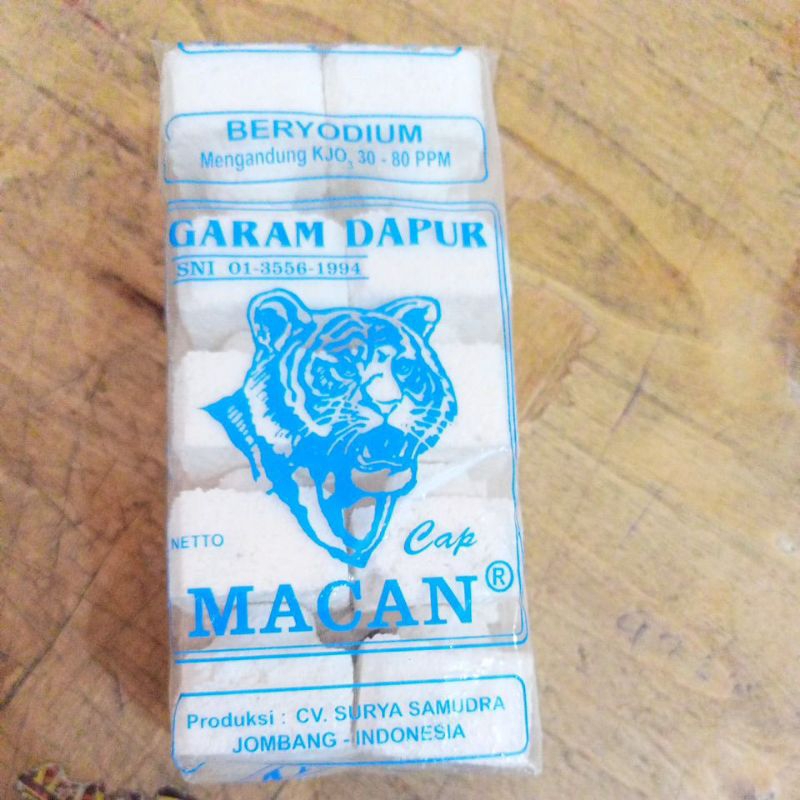 BERYODIUM
Mengandung KJO₃ 30 - 80 PPM
GARAM DAPUR
SNI 01-3556-1994
NETTO
Cap
MACAN®
Produksi : CV. SURYA SAMUDRA
JOMBANG - INDONESIA